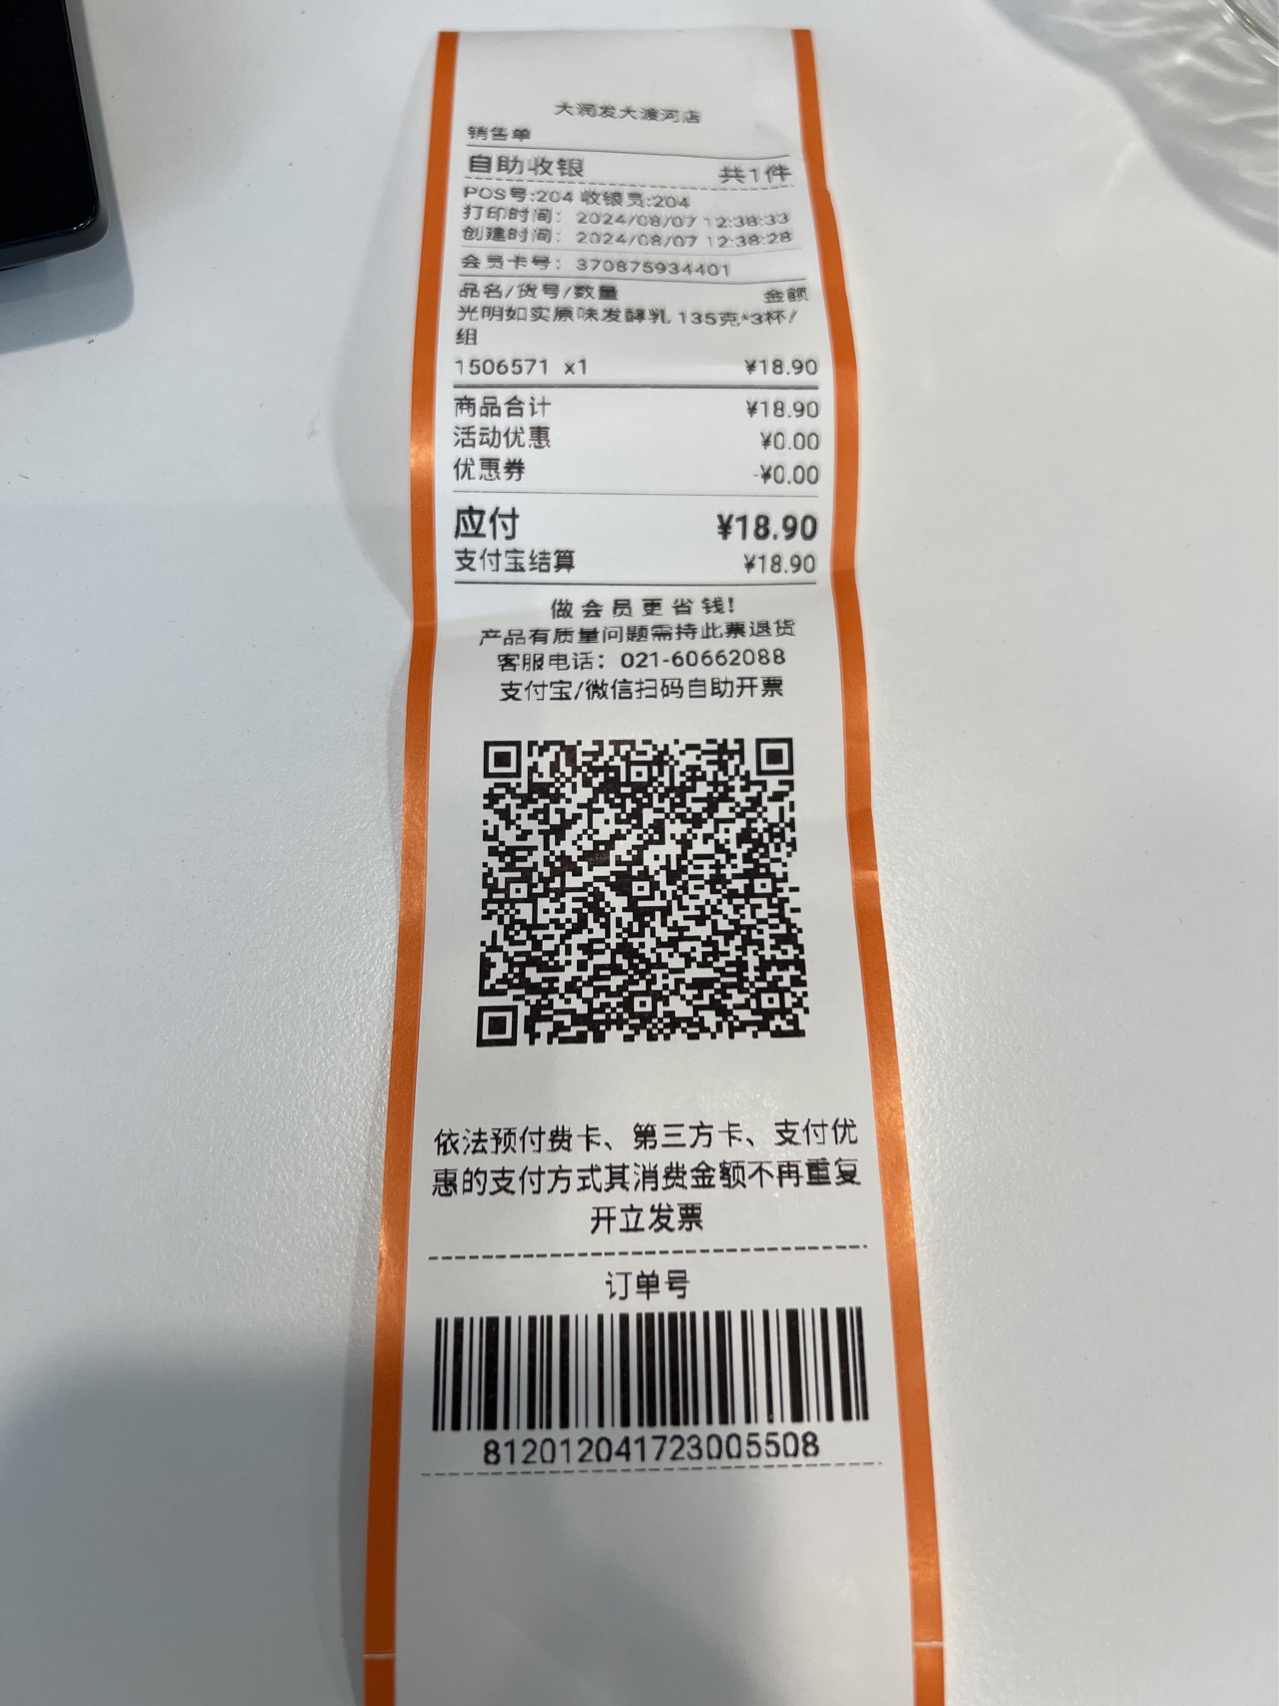 大润发大渡河店
销售单
自助收银 共1件
POS号:204 收银员:204
打印时间: 2024/08/07 12:38:33
创建时间: 2024/08/07 12:38:28
会员卡号: 370875934401
品名/货号/数量 金额
光明如实原味发酵乳 135克*3杯/
组
1506571 x1 ¥18.90
商品合计 ¥18.90
活动优惠 ¥0.00
优惠券 -¥0.00
应付 ¥18.90
支付宝结算 ¥18.90
做会员更省钱!
产品有质量问题需持此票退货
客服电话: 021-60662088
支付宝/微信扫码自助开票
依法预付费卡、第三方卡、支付优
惠的支付方式其消费金额不再重复
开立发票
订单号
812012041723005508